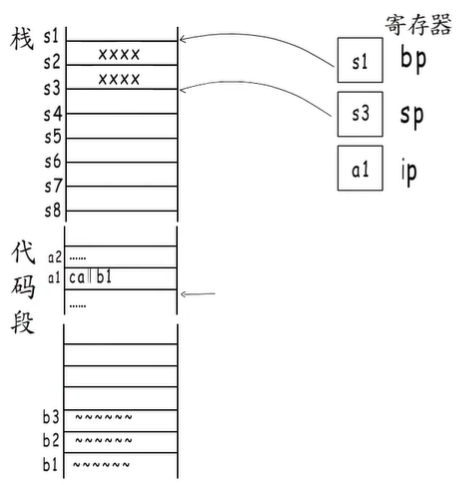 栈
s1
s2 xxxx
s3 xxxx
s4
s5
s6
s7
s8
寄存器
s1 bp
s3 sp
a1 ip
代码段
a2 ……
a1 call b1
……
b3 ~~~~~~
b2 ~~~~~~
b1 ~~~~~~